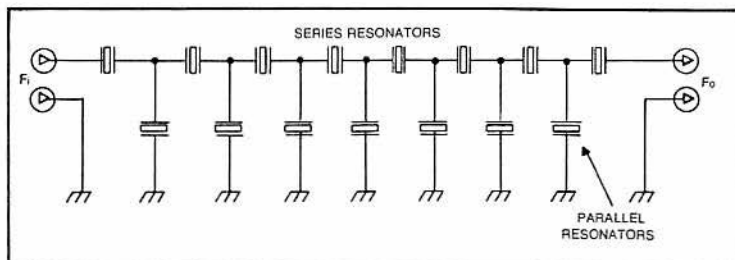 SERIES RESONATORS
Fi
Fo
PARALLEL
RESONATORS